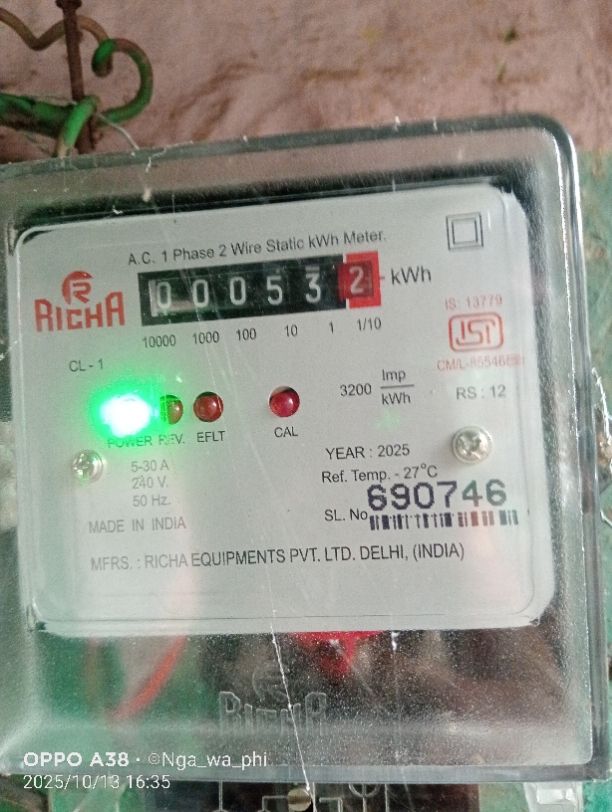 A.C. 1 Phase 2 Wire Static kWh Meter.
RICHA
0 0 0 5 3 2 - kWh
10000 1000 100 10 1 1/10
IS: 13779
ISI
CL - 1
3200 Imp/kWh
RS : 12
POWER REV. EFLT
CAL
5-30 A
240 V.
50 Hz.
YEAR : 2025
Ref. Temp. - 27°C
SL. No. 690746
MADE IN INDIA
MFRS. : RICHA EQUIPMENTS PVT. LTD. DELHI, (INDIA)
RICHA
OPPO A38 · ©Nga_wa_phi
2025/10/13 16:35